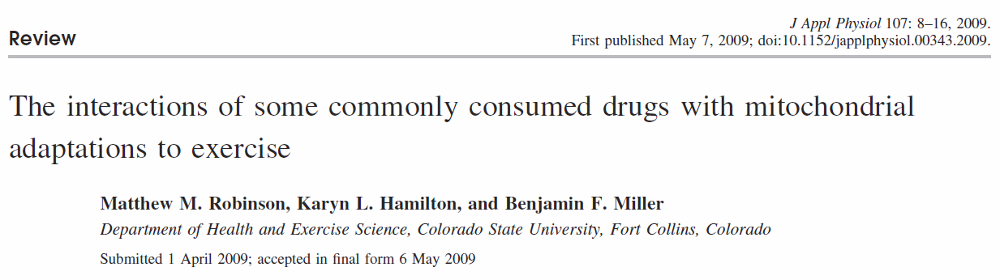 Review
J Appl Physiol 107: 8–16, 2009.
First published May 7, 2009; doi:10.1152/japplphysiol.00343.2009.
The interactions of some commonly consumed drugs with mitochondrial
adaptations to exercise
Matthew M. Robinson, Karyn L. Hamilton, and Benjamin F. Miller
Department of Health and Exercise Science, Colorado State University, Fort Collins, Colorado
Submitted 1 April 2009; accepted in final form 6 May 2009